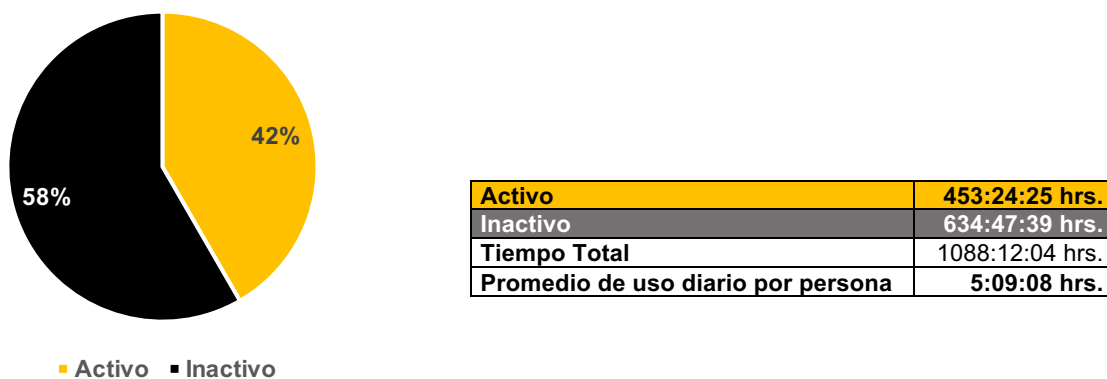 42%
58%
Activo Inactivo
Activo 453:24:25 hrs.
Inactivo 634:47:39 hrs.
Tiempo Total 1088:12:04 hrs.
Promedio de uso diario por persona 5:09:08 hrs.